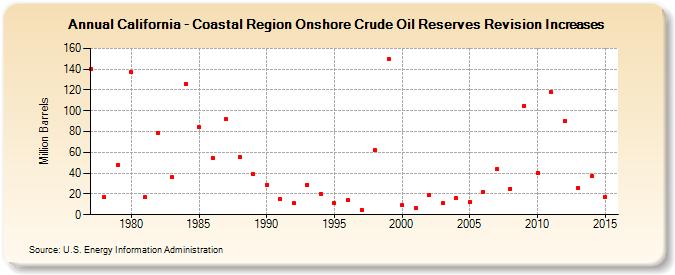 Annual California - Coastal Region Onshore Crude Oil Reserves Revision Increases
Million Barrels
160
140
120
100
80
60
40
20
0
1980 1985 1990 1995 2000 2005 2010 2015
Source: U.S. Energy Information Administration